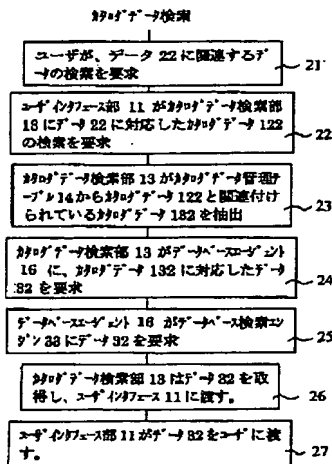 カタログデータ検索
ユーザが、データ 22 に関連するデ
ータの検索を要求
21
ユーザインタフェース部 11 がカタログデータ検索部
13 にデータ 22 に対応したカタログデータ 122
の検索を要求
22
カタログデータ検索部 13 がカタログデータ管理テ
ーブル 14 からカタログデータ 122 と関連付け
られているカタログデータ 132 を抽出
23
カタログデータ検索部 13 がデータベースエージェント
16 に、カタログデータ 132 に対応したデータ
32 を要求
24
データベースエージェント 16 がデータベース検索エン
ジン 33 にデータ 32 を要求
25
カタログデータ検索部 13 はデータ 32 を取
得し、ユーザインタフェース 11 に渡す。
26
ユーザインタフェース部 11 がデータ 32 をユーザに渡
す。
27